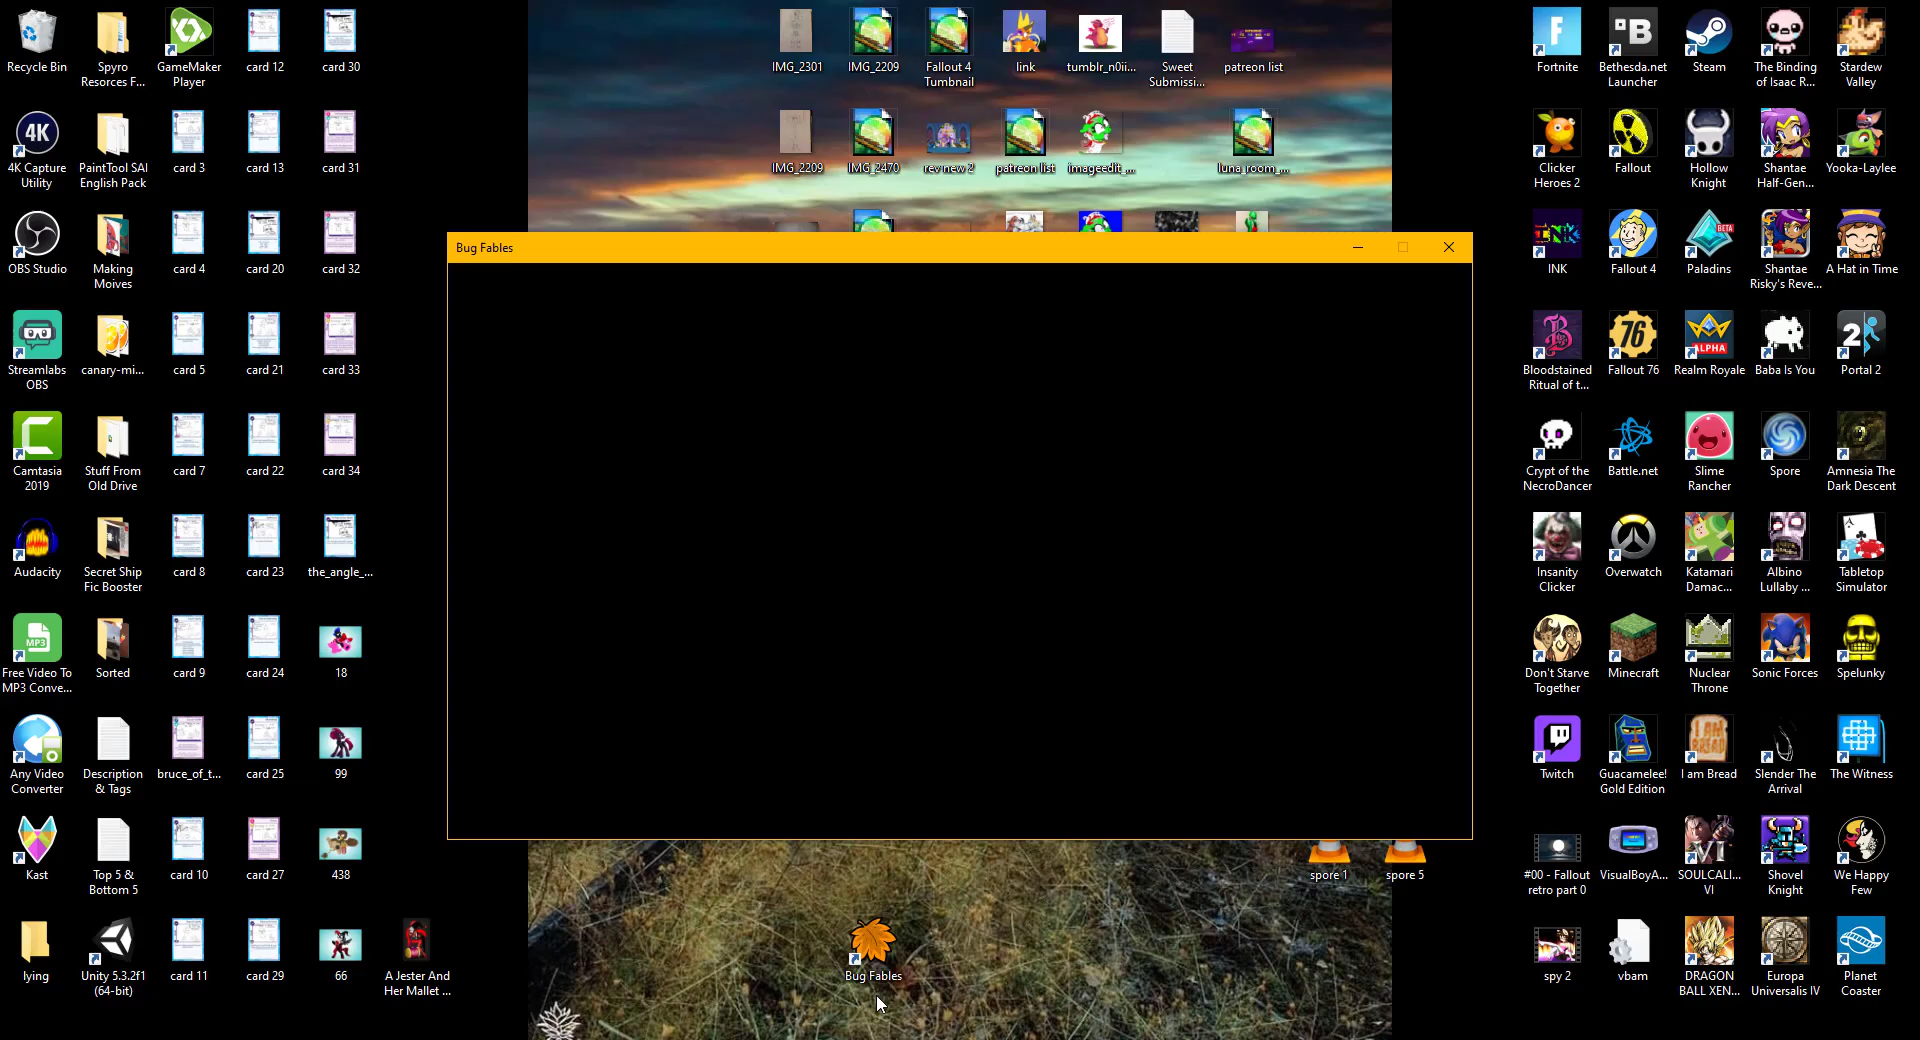 Recycle Bin
Spyro
Resorces F...
GameMaker
Player
card 12
card 30
IMG_2301
IMG_2209
Fallout 4
Tumbnail
link
tumblr_n0ii...
Sweet
Submissi...
patreon list
Fortnite
Bethesda.net
Launcher
Steam
The Binding
of Isaac R...
Stardew
Valley
4K Capture
Utility
PaintTool SAI
English Pack
card 3
card 13
card 31
IMG_2209
IMG_2470
rev new 2
patreon list
imageedit_...
luna_room_...
Clicker
Heroes 2
Fallout
Hollow
Knight
Shantae
Half-Gen...
Yooka-Laylee
Bug Fables
OBS Studio
Making
Moives
card 4
card 20
card 32
INK
Fallout 4
BETA
Paladins
Shantae
Risky's Reve...
A Hat in Time
Streamlabs
OBS
canary-mi...
card 5
card 21
card 33
Bloodstained
Ritual of t...
76
Fallout 76
ALPHA
Realm Royale
Baba Is You
2
Portal 2
Camtasia
2019
Stuff From
Old Drive
card 7
card 22
card 34
Crypt of the
NecroDancer
Battle.net
Slime
Rancher
Spore
Amnesia The
Dark Descent
Audacity
Secret Ship
Fic Booster
card 8
card 23
the_angle_...
Insanity
Clicker
Overwatch
Katamari
Damac...
Albino
Lullaby ...
Tabletop
Simulator
MP3
Free Video To
MP3 Conve...
Sorted
card 9
card 24
18
Don't Starve
Together
Minecraft
Nuclear
Throne
Sonic Forces
Spelunky
Any Video
Converter
Description
& Tags
bruce_of_t...
card 25
99
Twitch
Guacamelee!
Gold Edition
I AM
BREAD
I am Bread
Slender The
Arrival
The Witness
Kast
Top 5 &
Bottom 5
card 10
card 27
438
spore 1
spore 5
#00 - Fallout
retro part 0
VisualBoyA...
SOULCALI...
VI
Shovel
Knight
We Happy
Few
lying
Unity 5.3.2f1
(64-bit)
card 11
card 29
66
A Jester And
Her Mallet ...
Bug Fables
spy 2
vbam
DRAGON
BALL XEN...
Europa
Universalis IV
Planet
Coaster